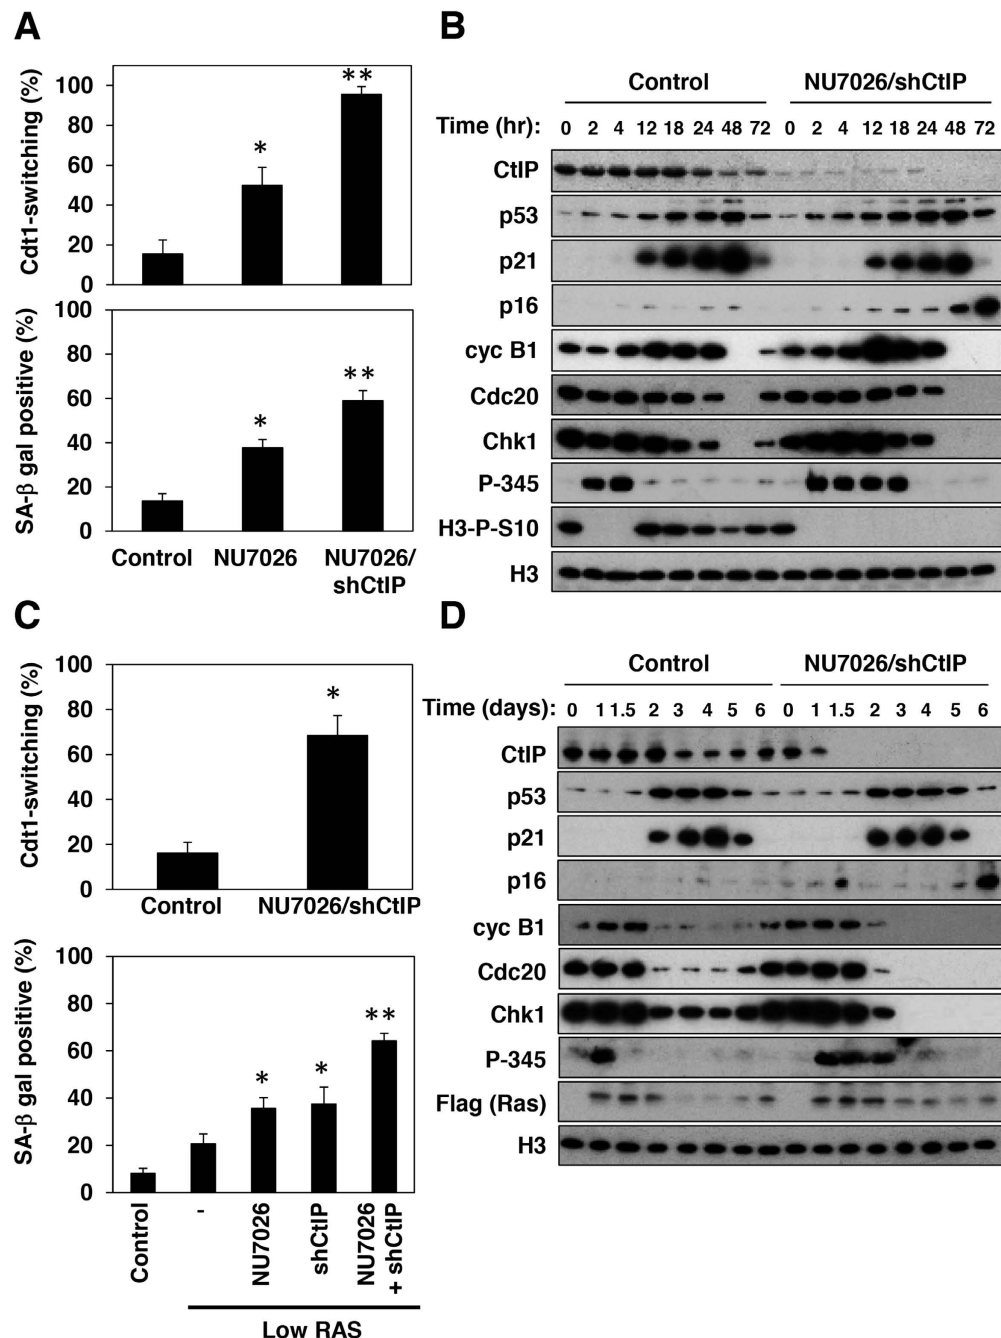 A
Cdt1-switching (%)
100
80
60
40
20
0
*
**
SA-β gal positive (%)
100
80
60
40
20
0
*
**
Control
NU7026
NU7026/
shCtIP
B
Control
NU7026/shCtIP
Time (hr): 0 2 4 12 18 24 48 72 0 2 4 12 18 24 48 72
CtIP
p53
p21
p16
cyc B1
Cdc20
Chk1
P-345
H3-P-S10
H3
C
Cdt1-switching (%)
100
80
60
40
20
0
*
Control
NU7026/shCtIP
SA-β gal positive (%)
100
80
60
40
20
0
*
*
**
Control
-
NU7026
shCtIP
NU7026
+ shCtIP
Low RAS
D
Control
NU7026/shCtIP
Time (days): 0 1 1.5 2 3 4 5 6 0 1 1.5 2 3 4 5 6
CtIP
p53
p21
p16
cyc B1
Cdc20
Chk1
P-345
Flag (Ras)
H3